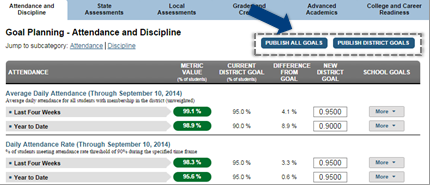 Attendance and Discipline
State Assessments
Local Assessments
Advanced Academics
College and Career Readiness
Goal Planning - Attendance and Discipline
Jump to subcategory: Attendance | Discipline
PUBLISH ALL GOALS PUBLISH DISTRICT GOALS
ATTENDANCE METRIC VALUE (% of students) CURRENT DISTRICT GOAL (% of students) DIFFERENCE FROM GOAL NEW DISTRICT GOAL SCHOOL GOALS
Average Daily Attendance (Through September 10, 2014)
Average daily attendance for all students with membership in the district (unweighted)
Last Four Weeks 99.1 % 95.0 % 4.1 % 0.9500 More
Year to Date 98.9 % 90.0 % 8.9 % 0.9000 More
Daily Attendance Rate (Through September 10, 2014)
% of students meeting attendance rate threshold of 90% during the specified time frame
Last Four Weeks 98.3 % 95.0 % 3.3 % 0.9500 More
Year to Date 95.6 % 95.0 % 0.6 % 0.9500 More